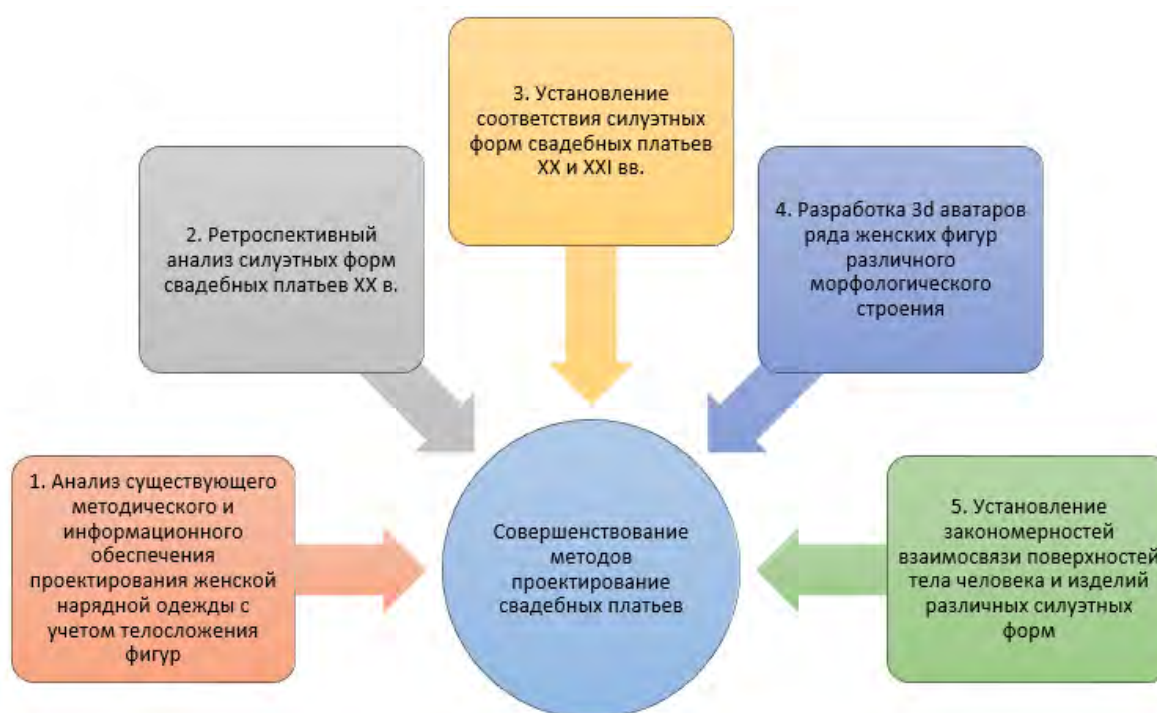 1. Анализ существующего
методического и
информационного
обеспечения
проектирования женской
нарядной одежды с
учетом телосложения
фигур
2. Ретроспективный
анализ силуэтных форм
свадебных платьев XX в.
3. Установление
соответствия силуэтных
форм свадебных платьев
XX и XXI вв.
4. Разработка 3d аватаров
ряда женских фигур
различного
морфологического
строения
5. Установление
закономерностей
взаимосвязи поверхностей
тела человека и изделий
различных силуэтных
форм
Совершенствование
методов
проектирование
свадебных платьев